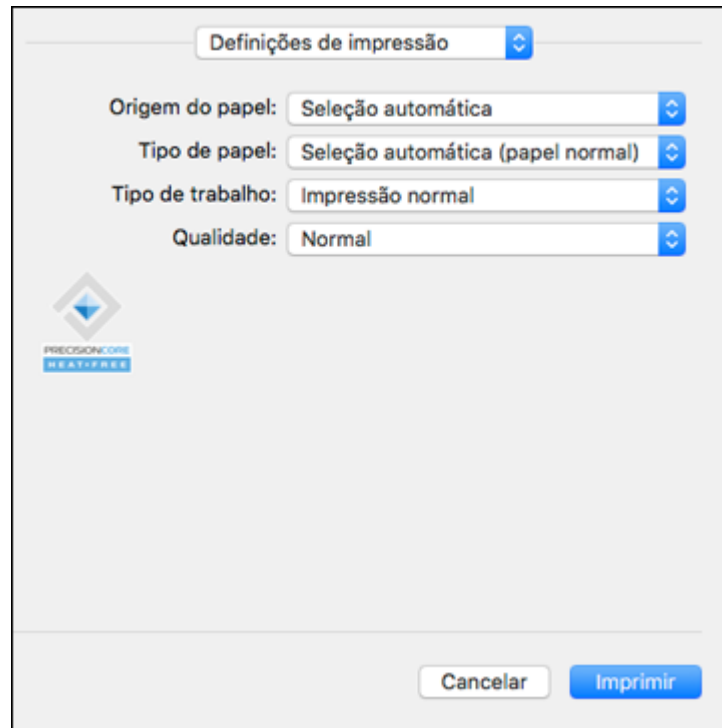 Definições de impressão
Origem do papel: Seleção automática
Tipo de papel: Seleção automática (papel normal)
Tipo de trabalho: Impressão normal
Qualidade: Normal
PRECISIONCORE
HEAT-FREE
Cancelar Imprimir